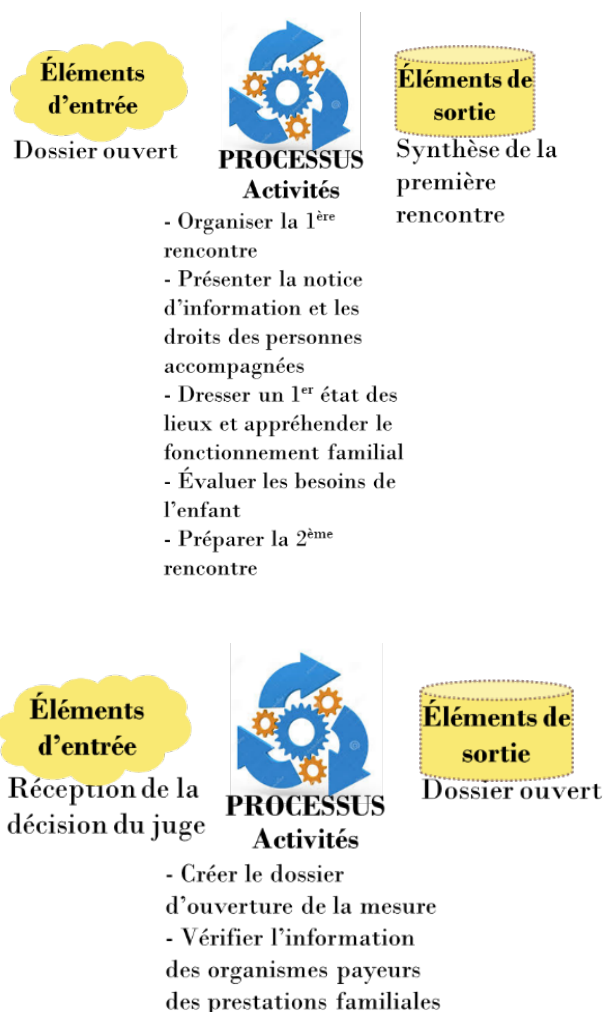 Éléments
d’entrée
Dossier ouvert
PROCESSUS
Activités
- Organiser la 1ère
rencontre
- Présenter la notice
d’information et les
droits des personnes
accompagnées
- Dresser un 1er état des
lieux et appréhender le
fonctionnement familial
- Évaluer les besoins de
l’enfant
- Préparer la 2ème
rencontre
Éléments de
sortie
Synthèse de la
première
rencontre
Éléments
d’entrée
Réception de la
décision du juge
PROCESSUS
Activités
- Créer le dossier
d’ouverture de la mesure
- Vérifier l’information
des organismes payeurs
des prestations familiales
Éléments de
sortie
Dossier ouvert